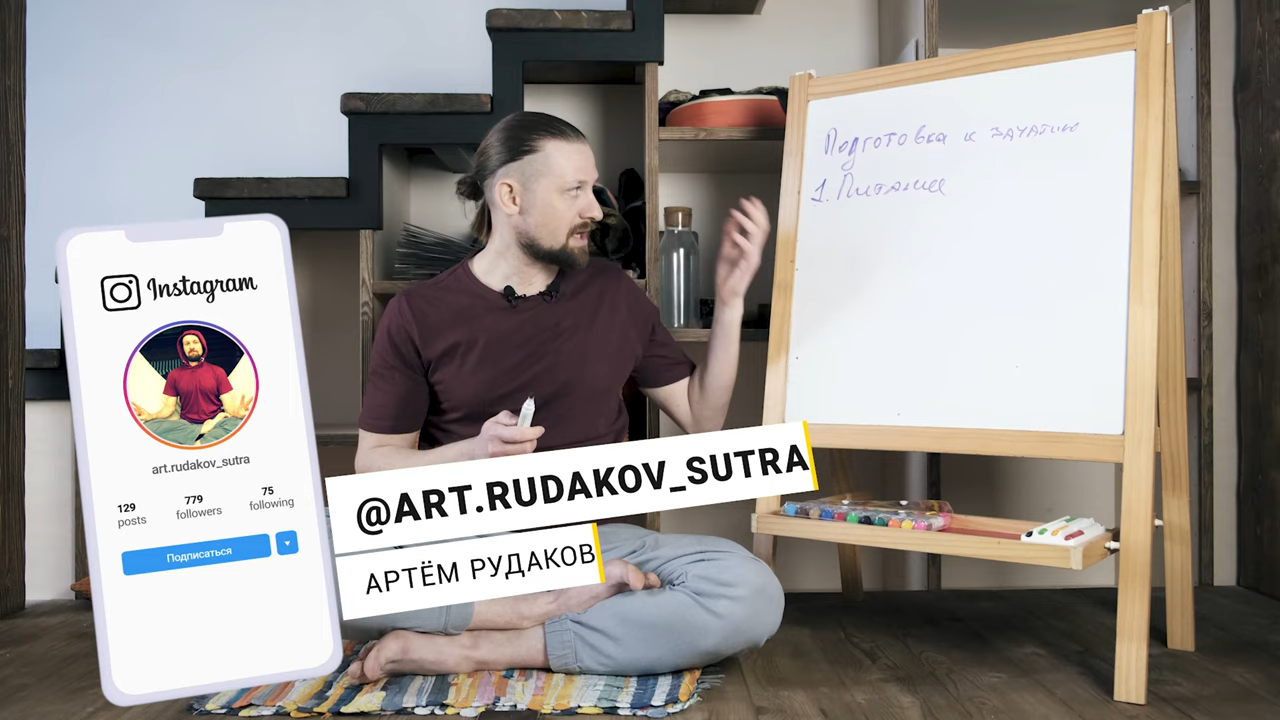 Подготовка к зачатию
1. Питание
Instagram
art.rudakov_sutra
129
posts
779
followers
75
following
Подписаться
@ART.RUDAKOV_SUTRA
АРТЁМ РУДАКОВ